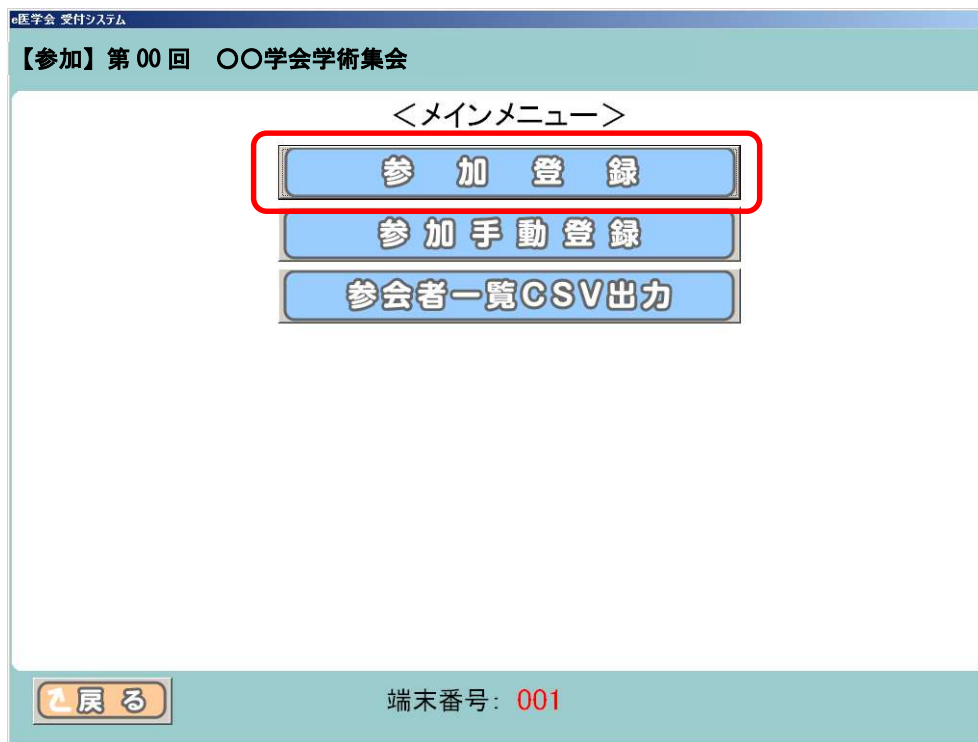 e医学会 受付システム
【参加】第 00 回　〇〇学会学術集会
＜メインメニュー＞
参　加　登　録
参加手動登録
参会者一覧CSV出力
戻る
端末番号: 001